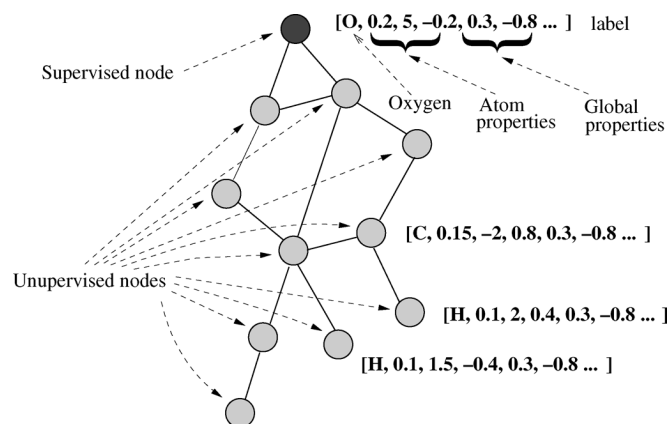 [O, 0.2, 5, −0.2, 0.3, −0.8 ... ] label
Supervised node
Oxygen
Atom properties
Global properties
[C, 0.15, −2, 0.8, 0.3, −0.8 ... ]
Unupervised nodes
[H, 0.1, 2, 0.4, 0.3, −0.8 ... ]
[H, 0.1, 1.5, −0.4, 0.3, −0.8 ... ]